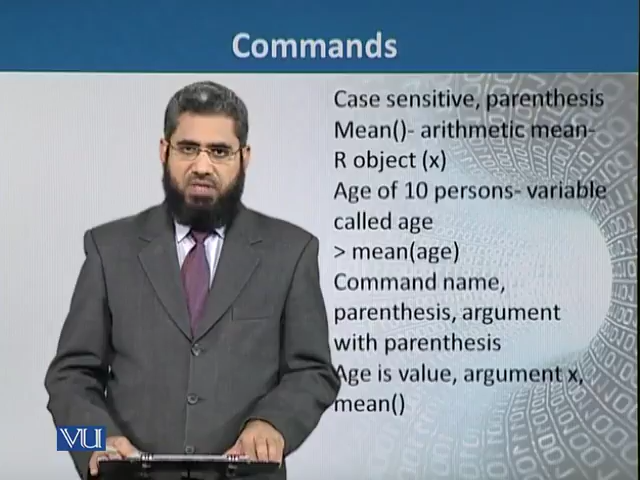 Commands
Case sensitive, parenthesis
Mean()- arithmetic mean-
R object (x)
Age of 10 persons- variable
called age
> mean(age)
Command name,
parenthesis, argument
with parenthesis
Age is value, argument x,
mean()
VU